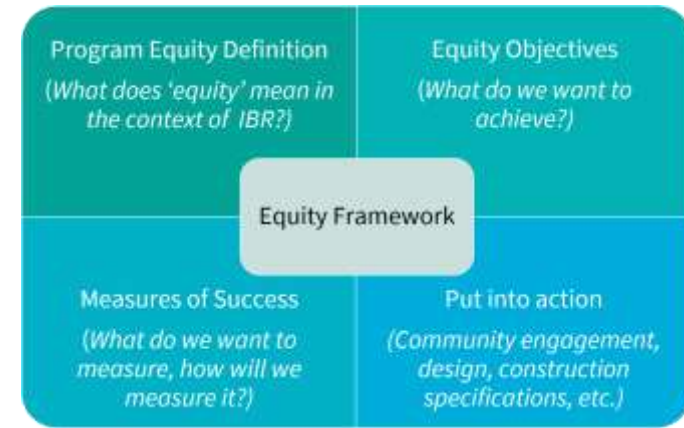 Program Equity Definition
(What does ‘equity’ mean in
the context of IBR?)
Equity Objectives
(What do we want to
achieve?)
Equity Framework
Measures of Success
(What do we want to
measure, how will we
measure it?)
Put into action
(Community engagement,
design, construction
specifications, etc.)